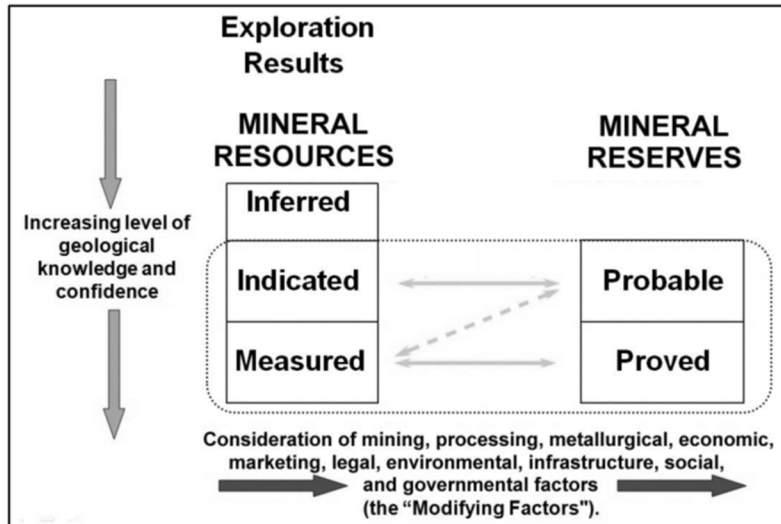 Exploration
Results
MINERAL
RESOURCES
MINERAL
RESERVES
Inferred
Increasing level of
geological
knowledge and
confidence
Indicated
Probable
Measured
Proved
Consideration of mining, processing, metallurgical, economic,
marketing, legal, environmental, infrastructure, social,
and governmental factors
(the “Modifying Factors").